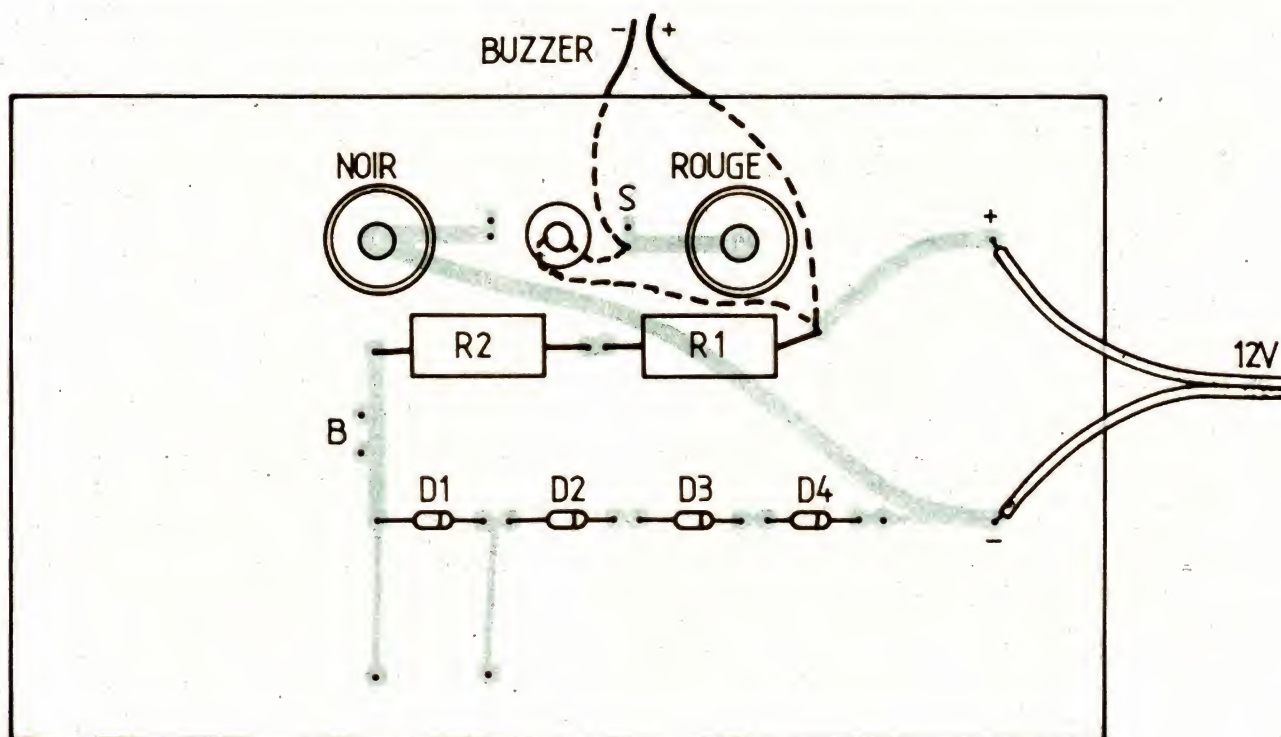 BUZZER - +
NOIR
S
ROUGE
+
R2
R1
12V
B
D1 D2 D3 D4
-